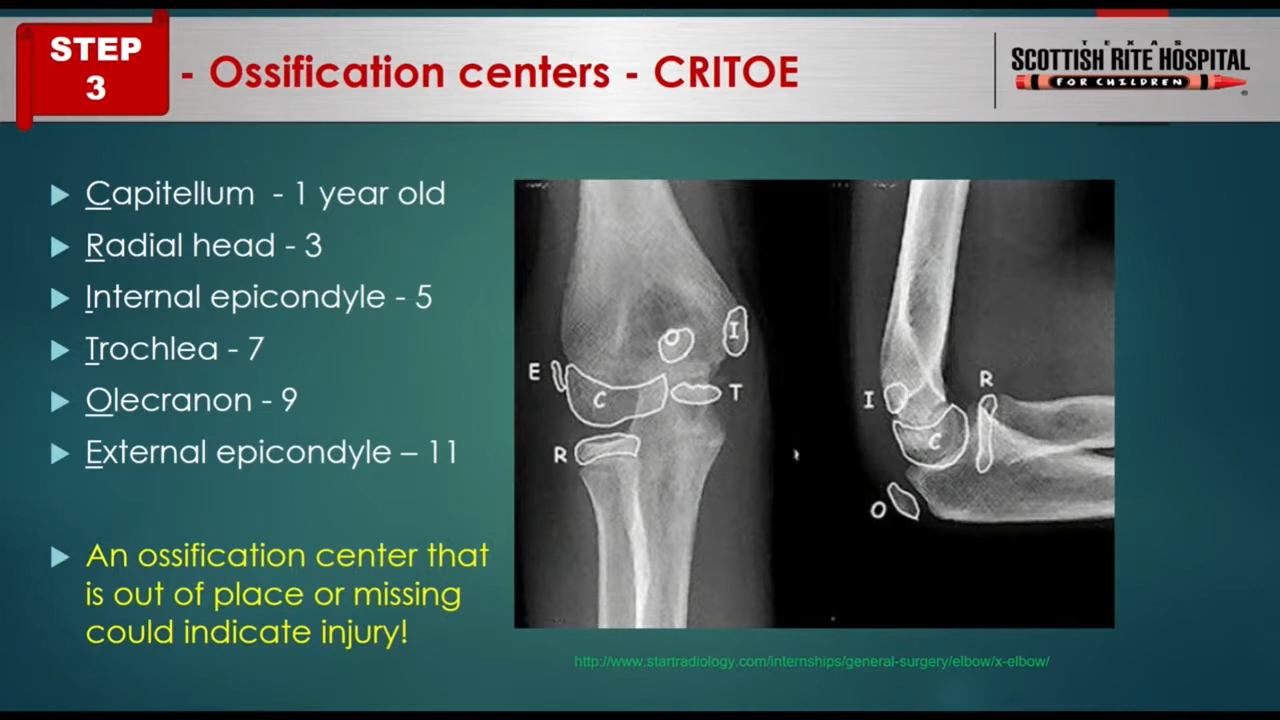 STEP
3
- Ossification centers - CRITOE
TEXAS
SCOTTISH RITE HOSPITAL
FOR CHILDREN
®
Capitellum - 1 year old
Radial head - 3
Internal epicondyle - 5
Trochlea - 7
Olecranon - 9
External epicondyle – 11
An ossification center that
is out of place or missing
could indicate injury!
O
I
E
C
T
R
R
I
C
O
http://www.startradiology.com/internships/general-surgery/elbow/x-elbow/